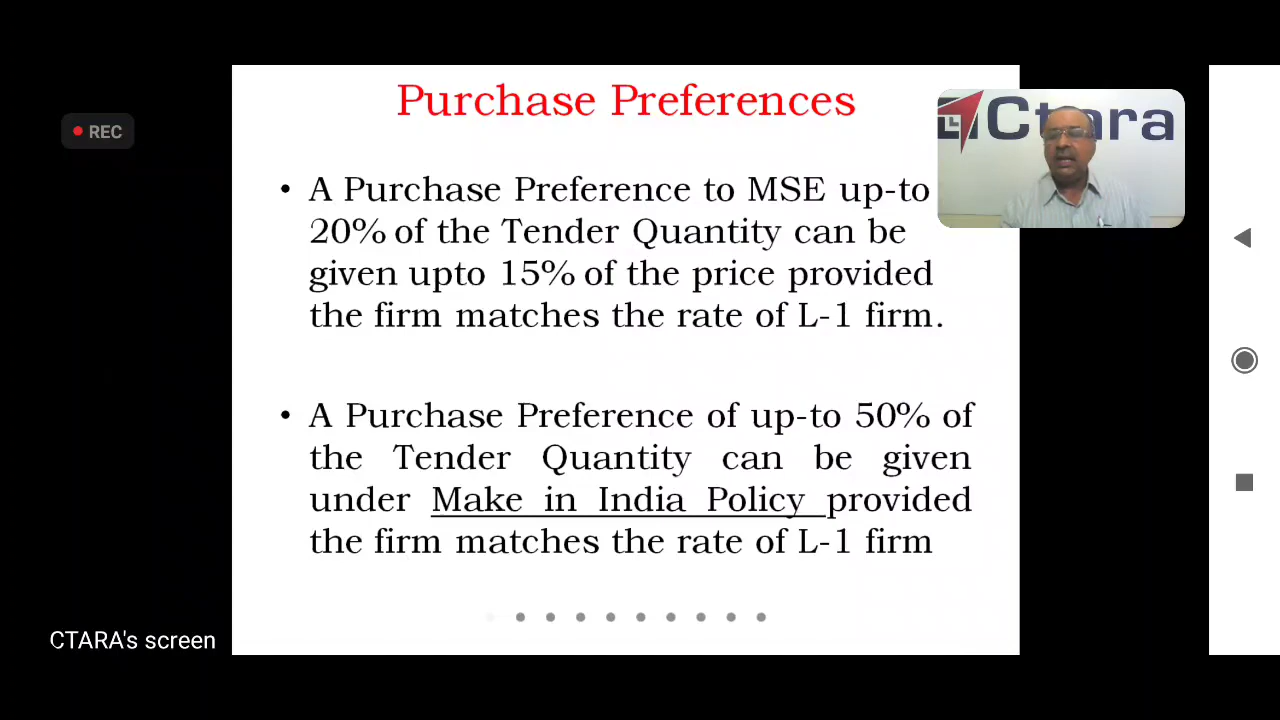 Purchase Preferences
REC
Ctara
• A Purchase Preference to MSE up-to
20% of the Tender Quantity can be
given upto 15% of the price provided
the firm matches the rate of L-1 firm.
• A Purchase Preference of up-to 50% of
the Tender Quantity can be given
under Make in India Policy provided
the firm matches the rate of L-1 firm
CTARA's screen